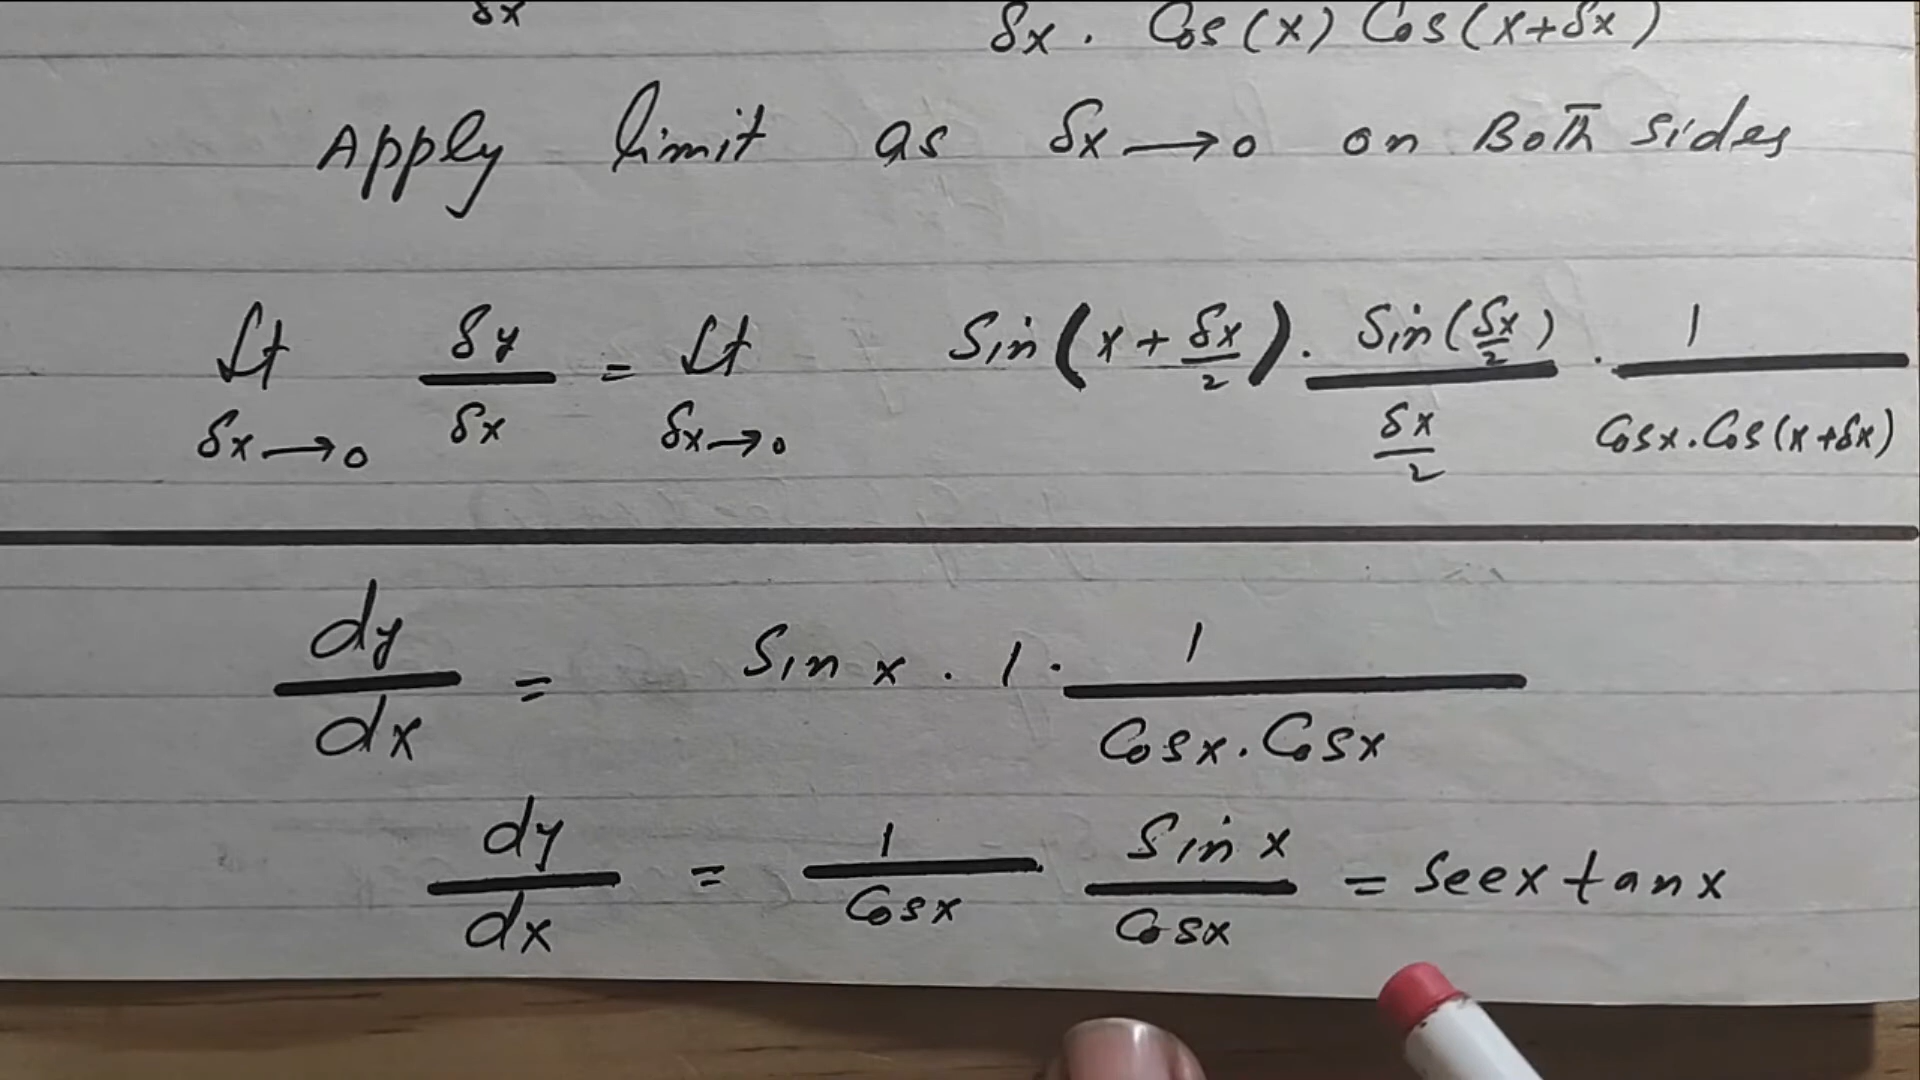 δx
δx . Cos(x) Cos(x+δx)
Apply limit as δx → 0 on Both sides
Lt δx→0 δy/δx = Lt δx→0 Sin(x + δx/2) . Sin(δx/2)/(δx/2) . 1/(Cosx.Cos(x+δx))
dy/dx = Sin x . 1 . 1/(Cosx.Cosx)
dy/dx = 1/Cosx Sin x/Cosx = Secx tanx